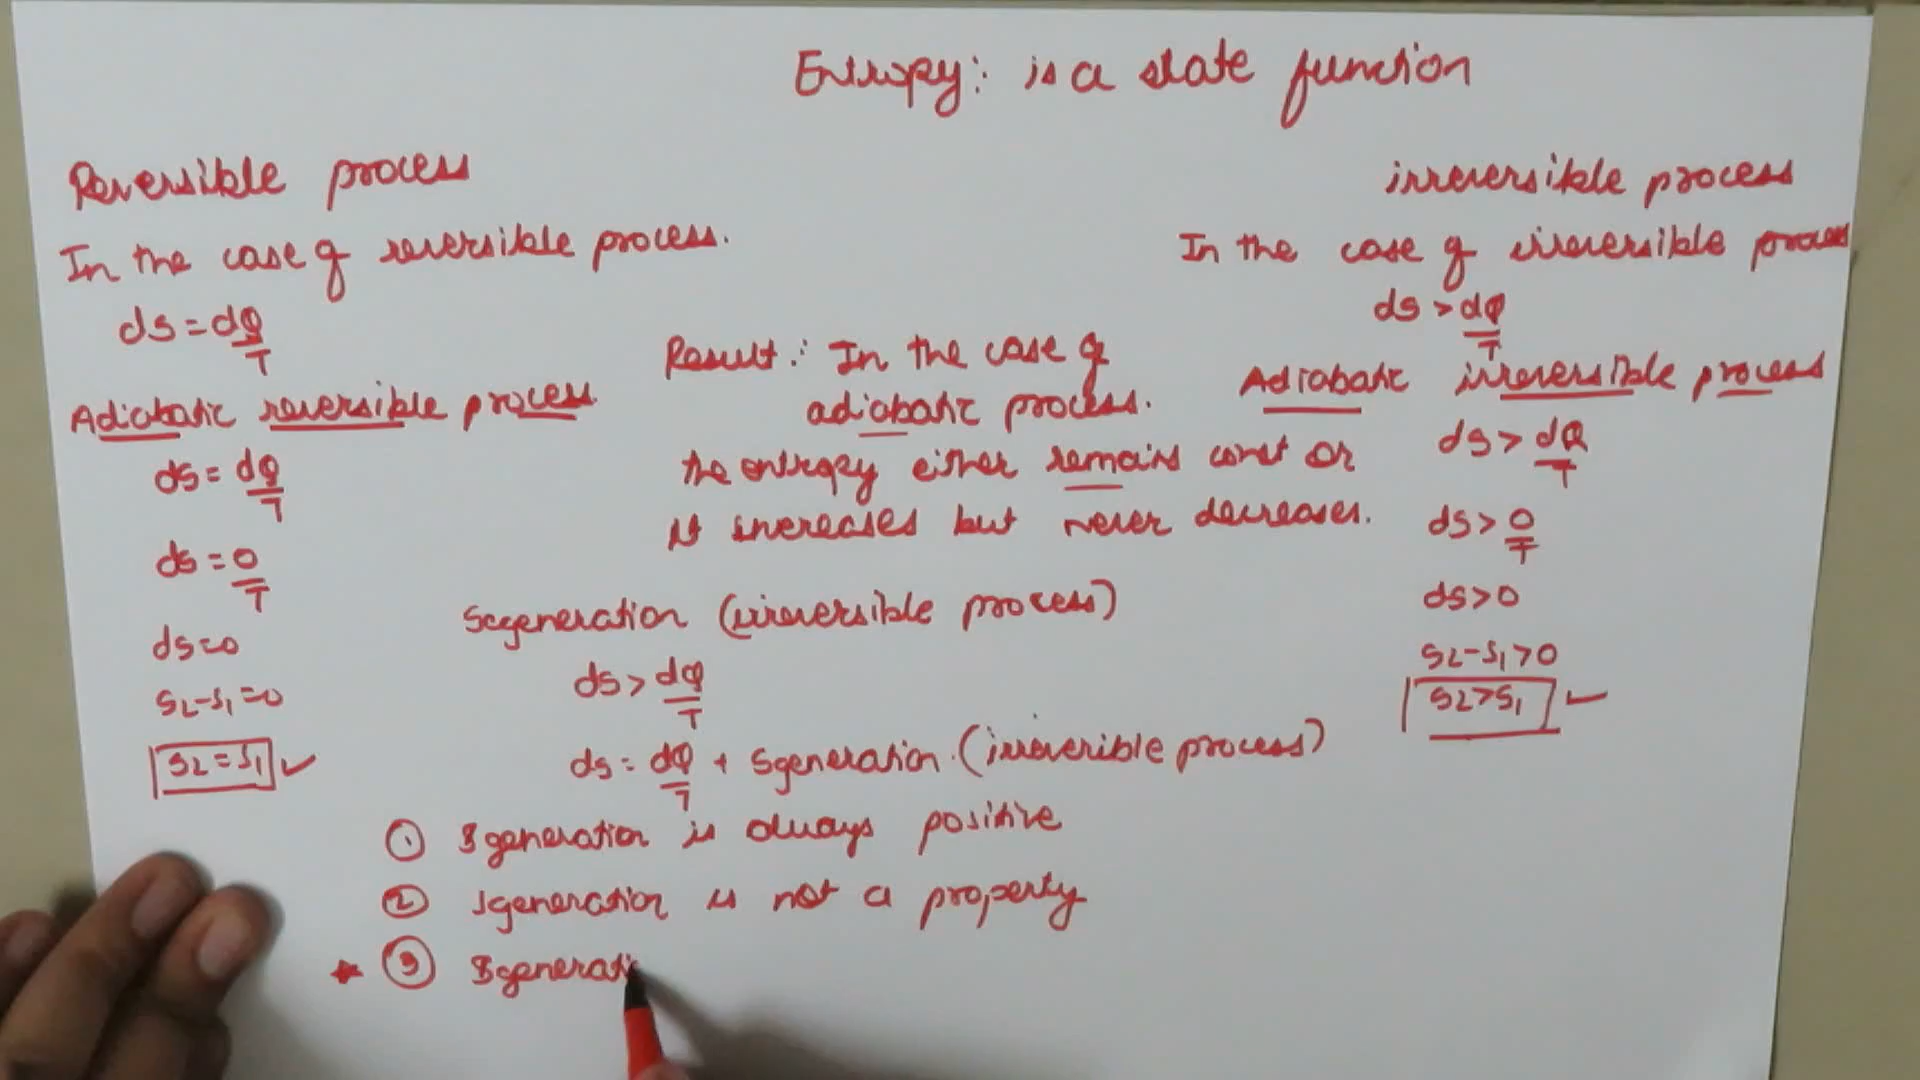 Entropy: is a state function
Reversible process
In the case of reversible process.
ds = dQ/T
Adiabatic reversible process
ds = dQ/T
ds = 0/T
ds=0
S2-S1=0
S2=S1 ✓
Result: In the case of
adiabatic process.
the entropy either remains const or
it increases but never decreases.
irreversible process
In the case of irreversible process
ds > dQ/T
Adiabatic irreversible process
ds > dQ/T
ds > 0/T
ds>0
S2-S1>0
S2>S1 ✓
Sgeneration (irreversible process)
ds > dQ/T
ds = dQ/T + Sgeneration. (irreverible process)
① Sgeneration is always positive
② Sgeneration is not a property
★ ③ Sgenerati